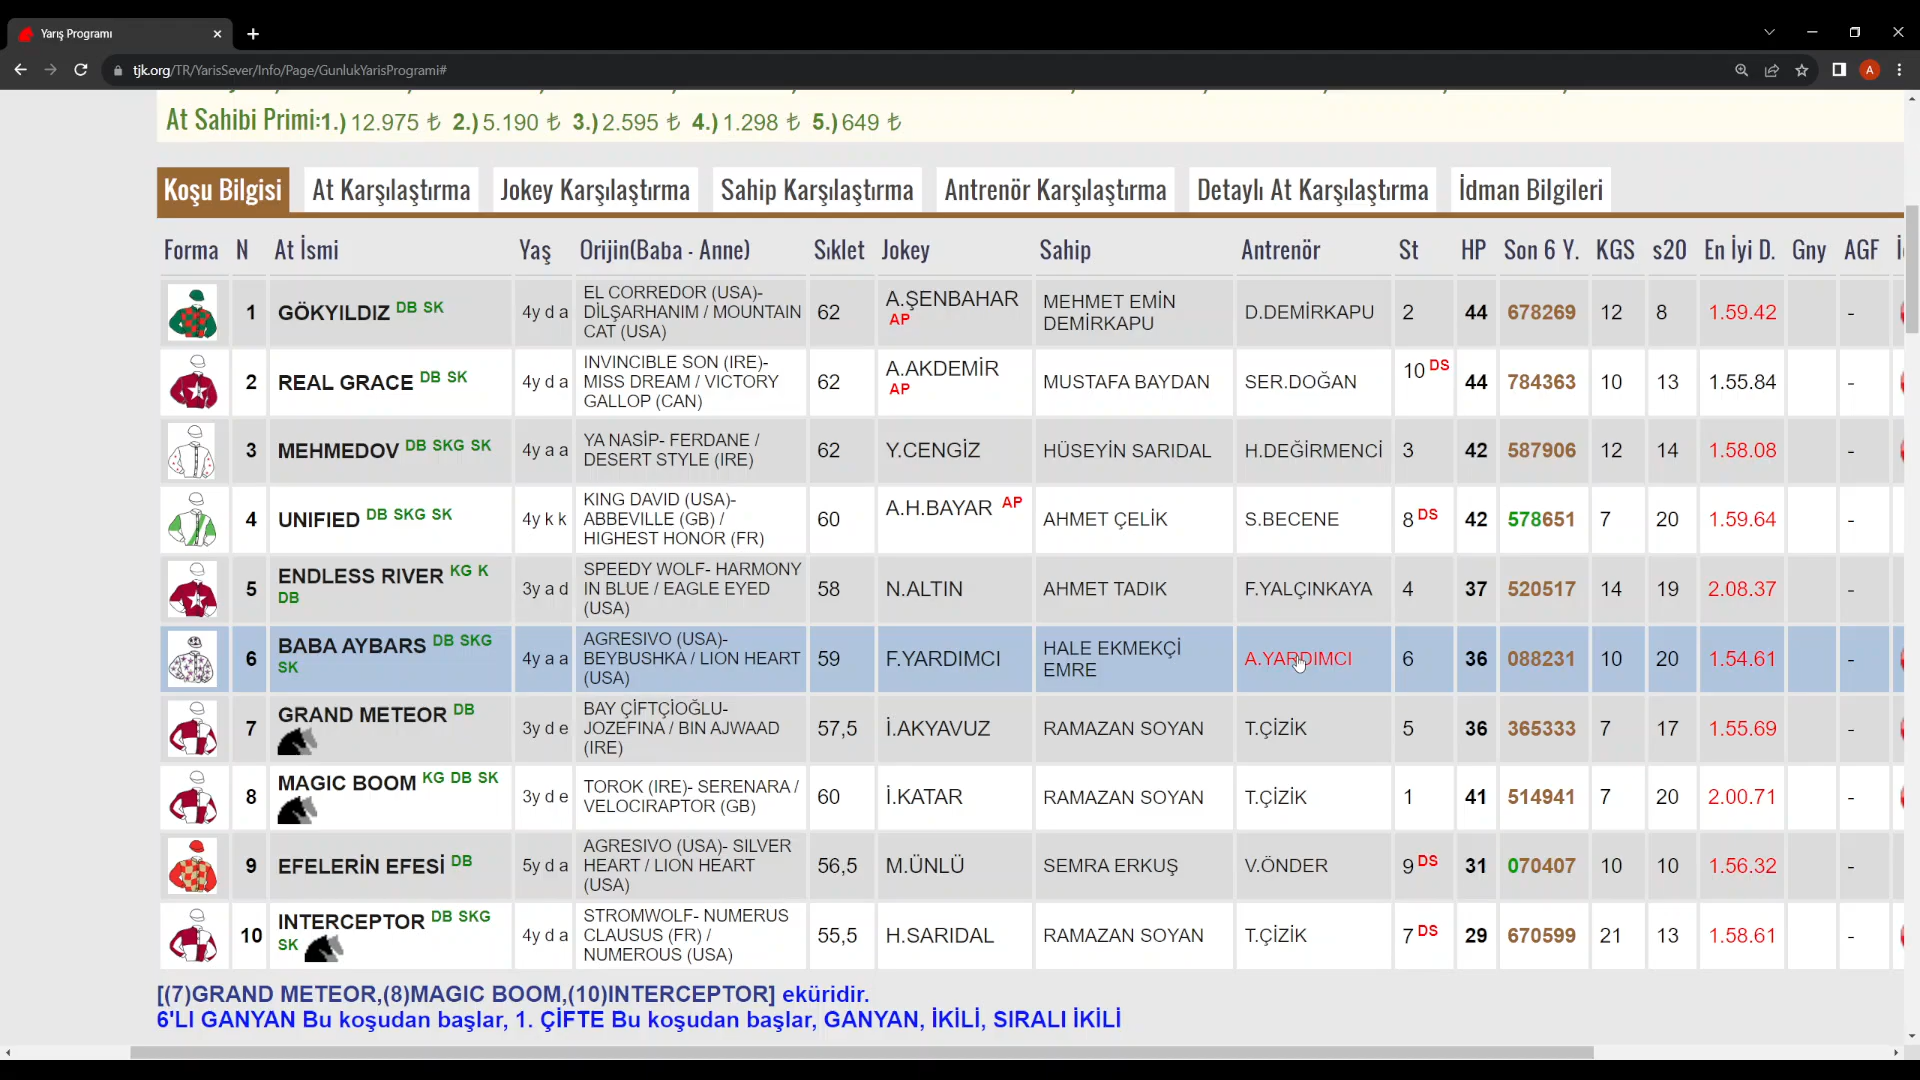 Yarış Programı
tjk.org/TR/YarisSever/Info/Page/GunlukYarisProgrami#
A
At Sahibi Primi:1.) 12.975 ₺ 2.) 5.190 ₺ 3.) 2.595 ₺ 4.) 1.298 ₺ 5.) 649 ₺
Koşu Bilgisi At Karşılaştırma Jokey Karşılaştırma Sahip Karşılaştırma Antrenör Karşılaştırma Detaylı At Karşılaştırma İdman Bilgileri
Forma N At İsmi Yaş Orijin(Baba - Anne) Sıklet Jokey Sahip Antrenör St HP Son 6 Y. KGS s20 En İyi D. Gny AGF
1 GÖKYILDIZ DB SK 4y d a EL CORREDOR (USA)- DİLŞARHANIM / MOUNTAIN CAT (USA) 62 A.ŞENBAHAR AP MEHMET EMİN DEMİRKAPU D.DEMİRKAPU 2 44 678269 12 8 1.59.42 -
2 REAL GRACE DB SK 4y d a INVINCIBLE SON (IRE)- MISS DREAM / VICTORY GALLOP (CAN) 62 A.AKDEMİR AP MUSTAFA BAYDAN SER.DOĞAN 10 DS 44 784363 10 13 1.55.84 -
3 MEHMEDOV DB SKG SK 4y a a YA NASİP- FERDANE / DESERT STYLE (IRE) 62 Y.CENGİZ HÜSEYİN SARIDAL H.DEĞİRMENCİ 3 42 587906 12 14 1.58.08 -
4 UNIFIED DB SKG SK 4y k k KING DAVID (USA)- ABBEVILLE (GB) / HIGHEST HONOR (FR) 60 A.H.BAYAR AP AHMET ÇELİK S.BECENE 8 DS 42 578651 7 20 1.59.64 -
5 ENDLESS RIVER KG K DB 3y a d SPEEDY WOLF- HARMONY IN BLUE / EAGLE EYED (USA) 58 N.ALTIN AHMET TADIK F.YALÇINKAYA 4 37 520517 14 19 2.08.37 -
6 BABA AYBARS DB SKG SK 4y a a AGRESIVO (USA)- BEYBUSHKA / LION HEART (USA) 59 F.YARDIMCI HALE EKMEKÇİ EMRE A.YARDIMCI 6 36 088231 10 20 1.54.61 -
7 GRAND METEOR DB 3y d e BAY ÇİFTÇİOĞLU- JOZEFINA / BIN AJWAAD (IRE) 57,5 İ.AKYAVUZ RAMAZAN SOYAN T.ÇİZİK 5 36 365333 7 17 1.55.69 -
8 MAGIC BOOM KG DB SK 3y d e TOROK (IRE)- SERENARA / VELOCIRAPTOR (GB) 60 İ.KATAR RAMAZAN SOYAN T.ÇİZİK 1 41 514941 7 20 2.00.71 -
9 EFELERİN EFESİ DB 5y d a AGRESIVO (USA)- SILVER HEART / LION HEART (USA) 56,5 M.ÜNLÜ SEMRA ERKUŞ V.ÖNDER 9 DS 31 070407 10 10 1.56.32 -
10 INTERCEPTOR DB SKG SK 4y d a STROMWOLF- NUMERUS CLAUSUS (FR) / NUMEROUS (USA) 55,5 H.SARIDAL RAMAZAN SOYAN T.ÇİZİK 7 DS 29 670599 21 13 1.58.61 -
[(7)GRAND METEOR,(8)MAGIC BOOM,(10)INTERCEPTOR] eküridir.
6'LI GANYAN Bu koşudan başlar, 1. ÇİFTE Bu koşudan başlar, GANYAN, İKİLİ, SIRALI İKİLİ